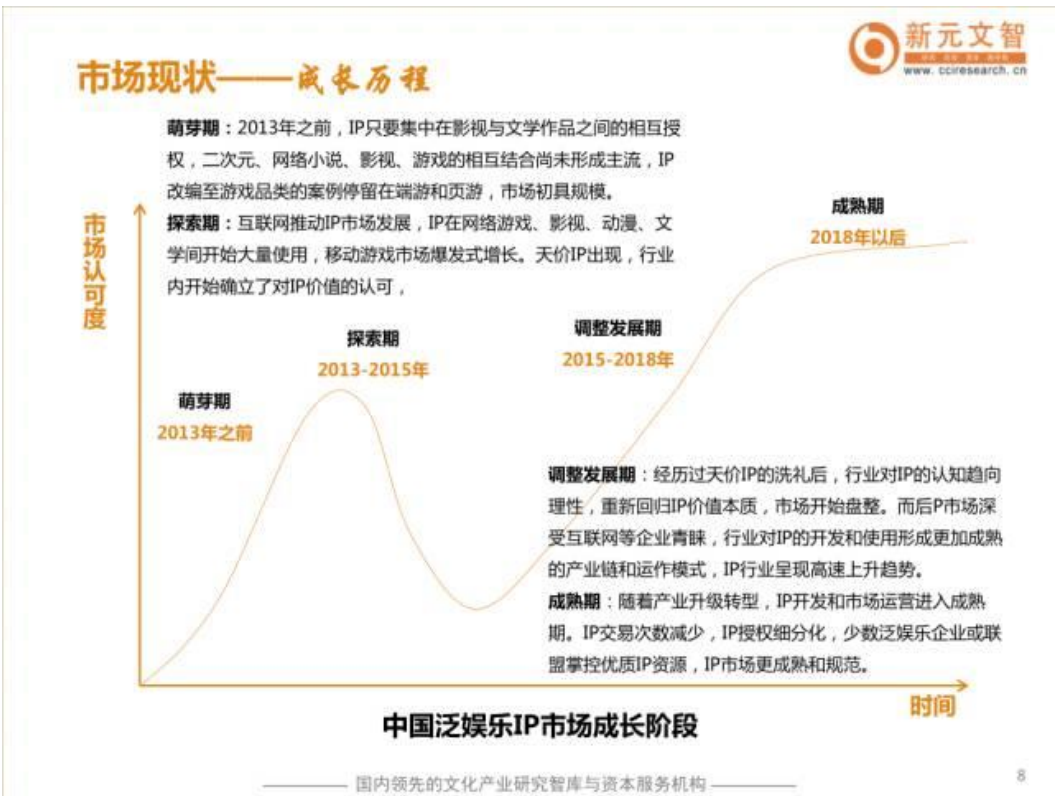 新元文智
www.cciresearch.cn
市场现状——成长历程
萌芽期：2013年之前，IP只要集中在影视与文学作品之间的相互授
权，二次元、网络小说、影视、游戏的相互结合尚未形成主流，IP
改编至游戏品类的案例停留在端游和页游，市场初具规模。
探索期：互联网推动IP市场发展，IP在网络游戏、影视、动漫、文
学间开始大量使用，移动游戏市场爆发式增长。天价IP出现，行业
内开始确立了对IP价值的认可，
市场认可度
萌芽期
2013年之前
探索期
2013-2015年
调整发展期
2015-2018年
成熟期
2018年以后
调整发展期：经历过天价IP的洗礼后，行业对IP的认知趋向
理性，重新回归IP价值本质，市场开始盘整。而后P市场深
受互联网等企业青睐，行业对IP的开发和使用形成更加成熟
的产业链和运作模式，IP行业呈现高速上升趋势。
成熟期：随着产业升级转型，IP开发和市场运营进入成熟
期。IP交易次数减少，IP授权细分化，少数泛娱乐企业或联
盟掌控优质IP资源，IP市场更成熟和规范。
时间
中国泛娱乐IP市场成长阶段
国内领先的文化产业研究智库与资本服务机构
8